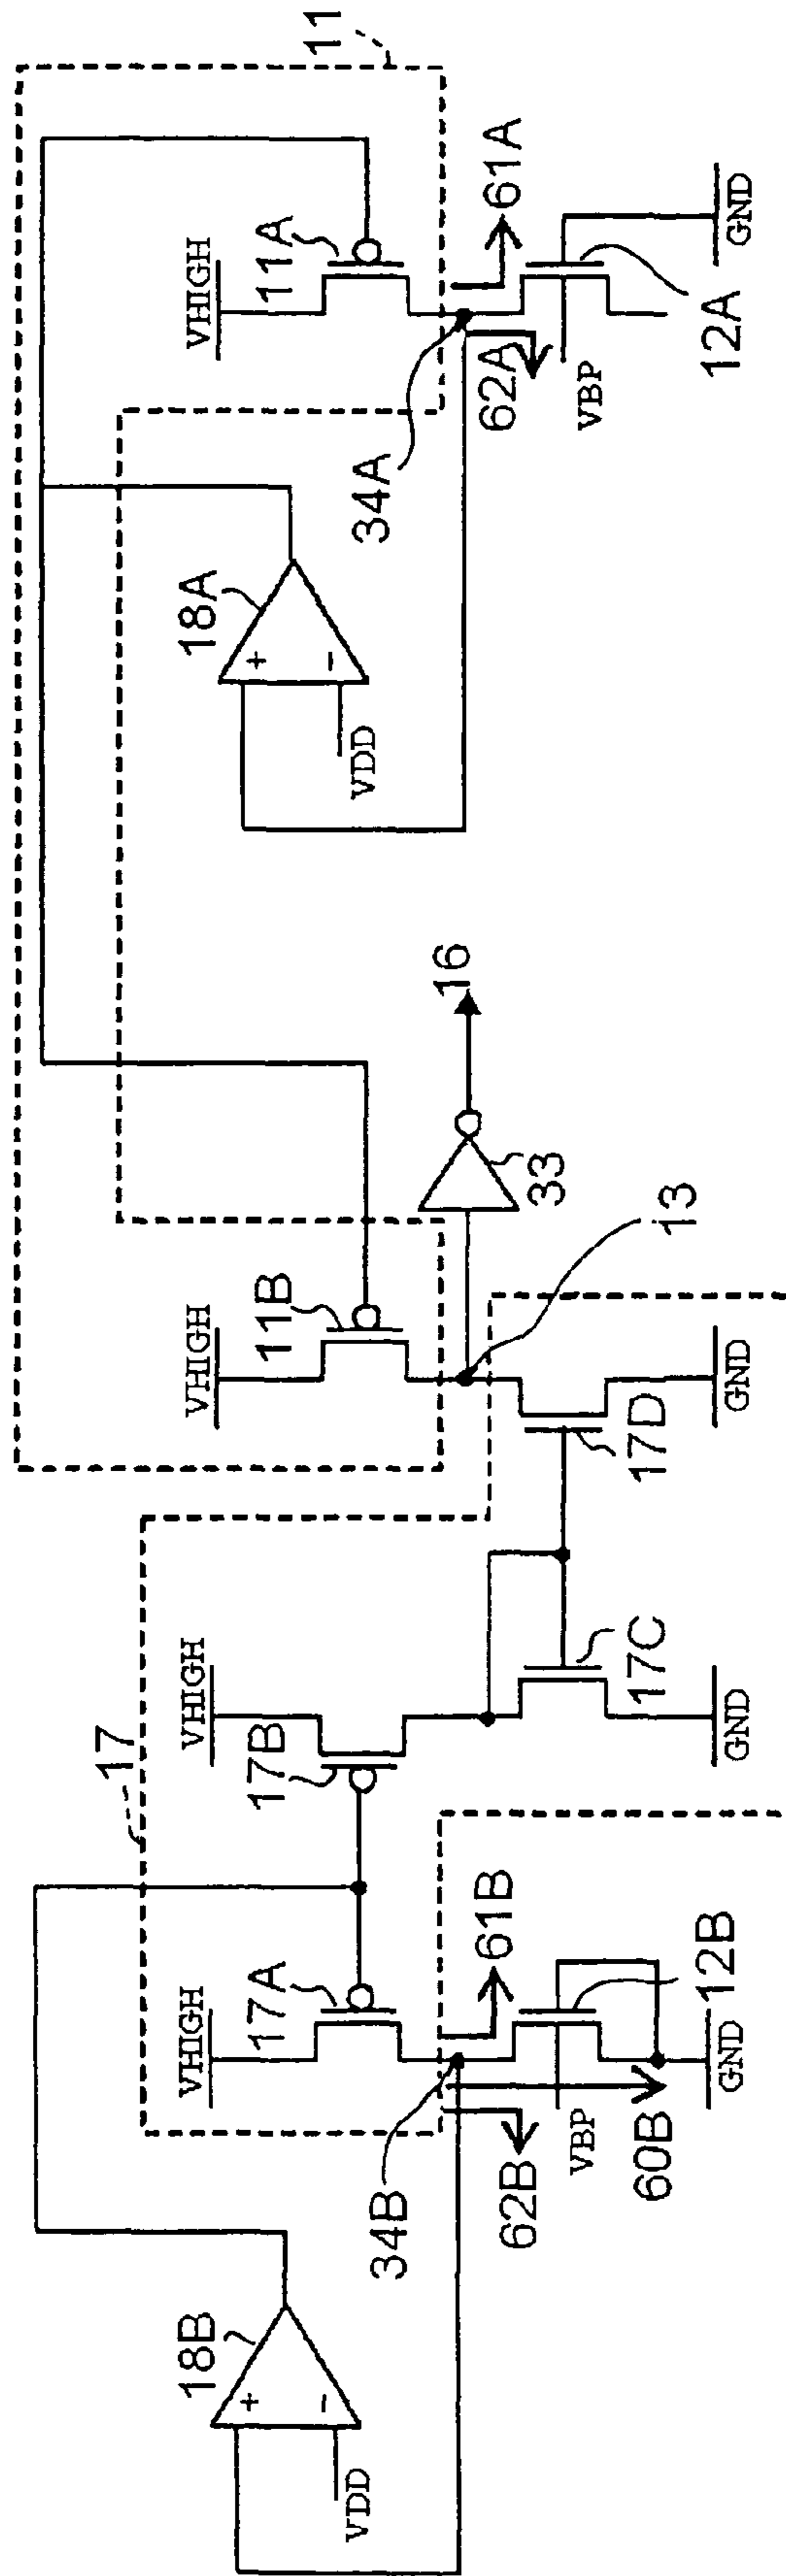 11
VHIGH
11A
61A
34A
62A
VBP
12A
GND
18A
+
−
VDD
16
33
VHIGH
11B
13
17D
GND
17
VHIGH
17B
17C
GND
VHIGH
17A
61B
34B
62B
VBP
60B
12B
GND
18B
+
−
VDD